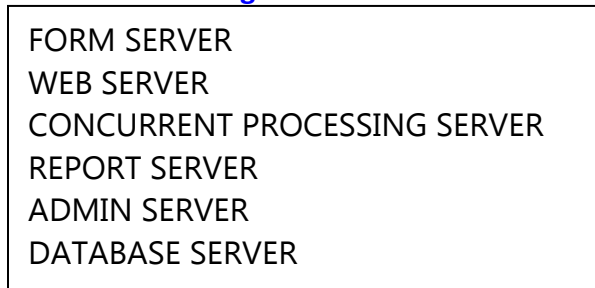 FORM SERVER
WEB SERVER
CONCURRENT PROCESSING SERVER
REPORT SERVER
ADMIN SERVER
DATABASE SERVER